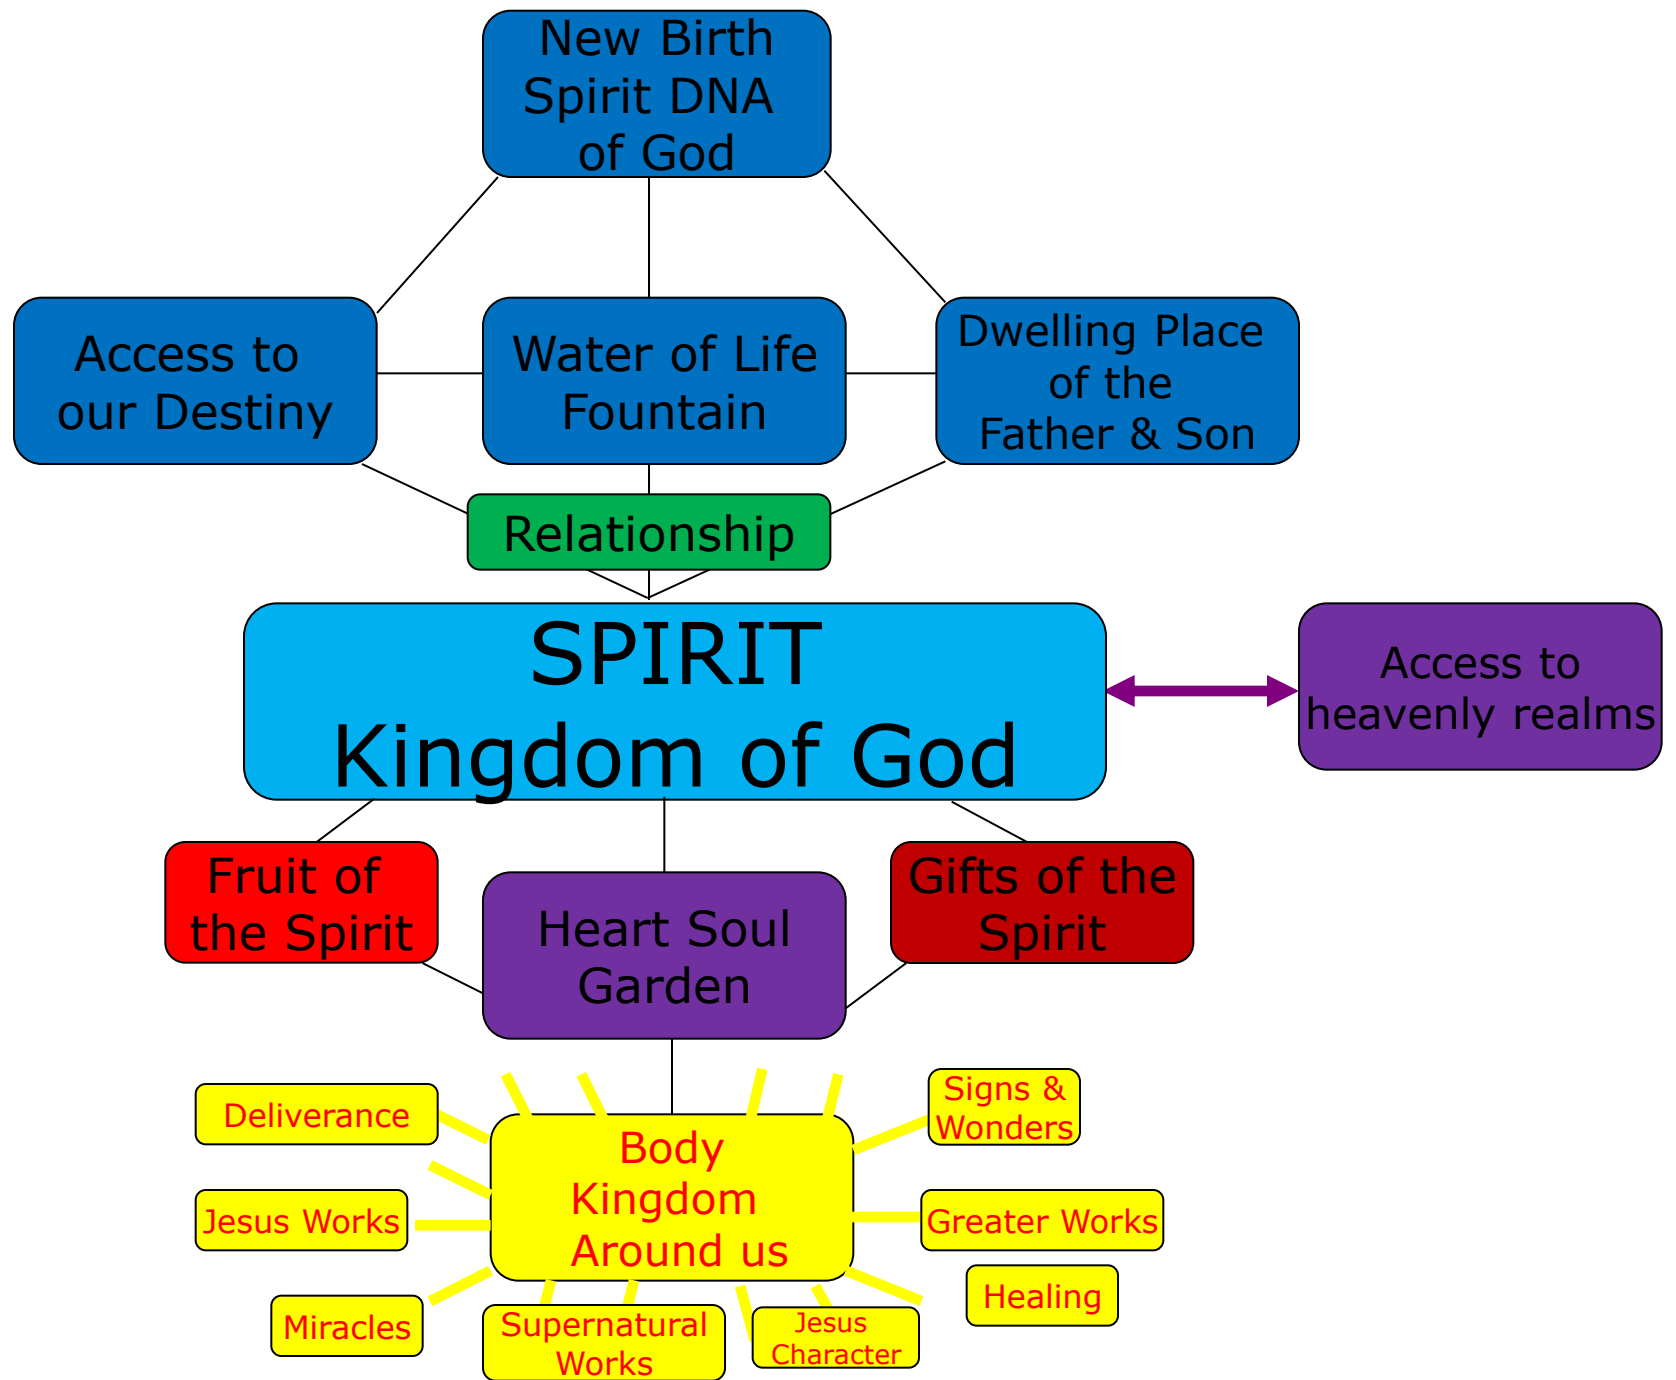 New Birth
Spirit DNA
of God
Access to
our Destiny
Water of Life
Fountain
Dwelling Place
of the
Father & Son
Relationship
SPIRIT
Kingdom of God
Access to
heavenly realms
Fruit of
the Spirit
Heart Soul
Garden
Gifts of the
Spirit
Deliverance
Signs &
Wonders
Body
Kingdom
Around us
Jesus Works
Greater Works
Healing
Miracles
Supernatural
Works
Jesus
Character